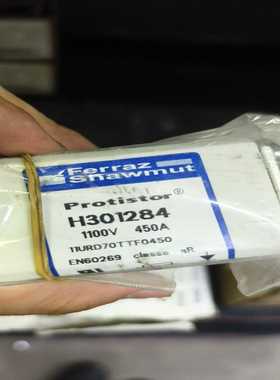 Ferraz
Shawmut
Protistor®
H301284
1100V 450A
11URD70TTF0450
EN60269 classe aR